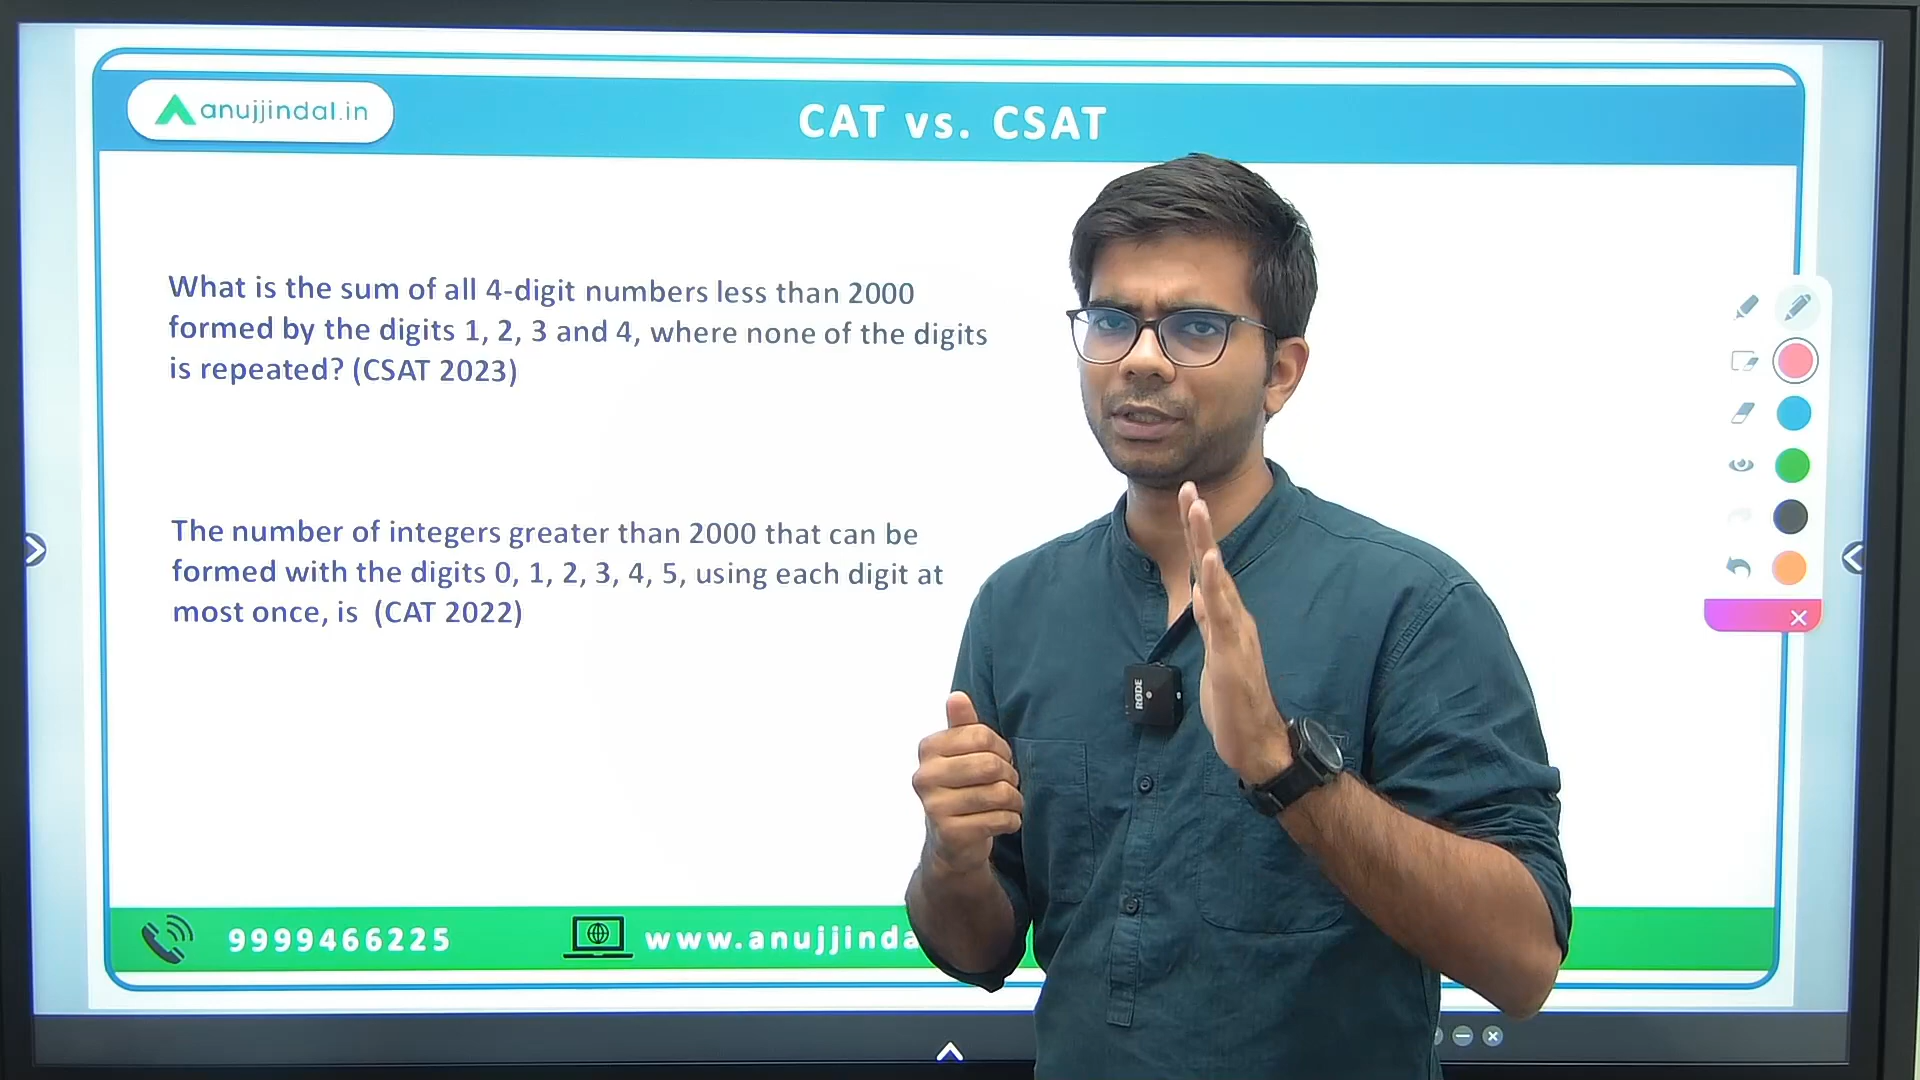 anujjindal.in
CAT vs. CSAT
What is the sum of all 4-digit numbers less than 2000
formed by the digits 1, 2, 3 and 4, where none of the digits
is repeated? (CSAT 2023)
The number of integers greater than 2000 that can be
formed with the digits 0, 1, 2, 3, 4, 5, using each digit at
most once, is (CAT 2022)
RØDE
9999466225
www.anujjinda